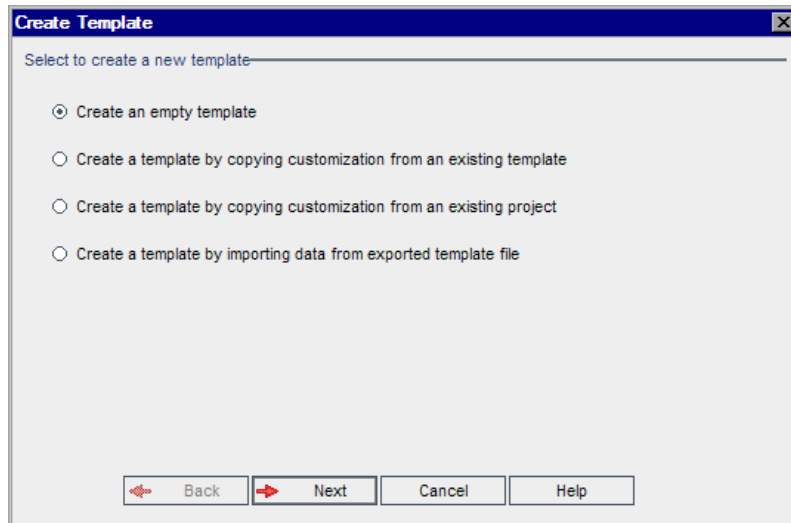 Create Template
Select to create a new template
Create an empty template
Create a template by copying customization from an existing template
Create a template by copying customization from an existing project
Create a template by importing data from exported template file
Back Next Cancel Help